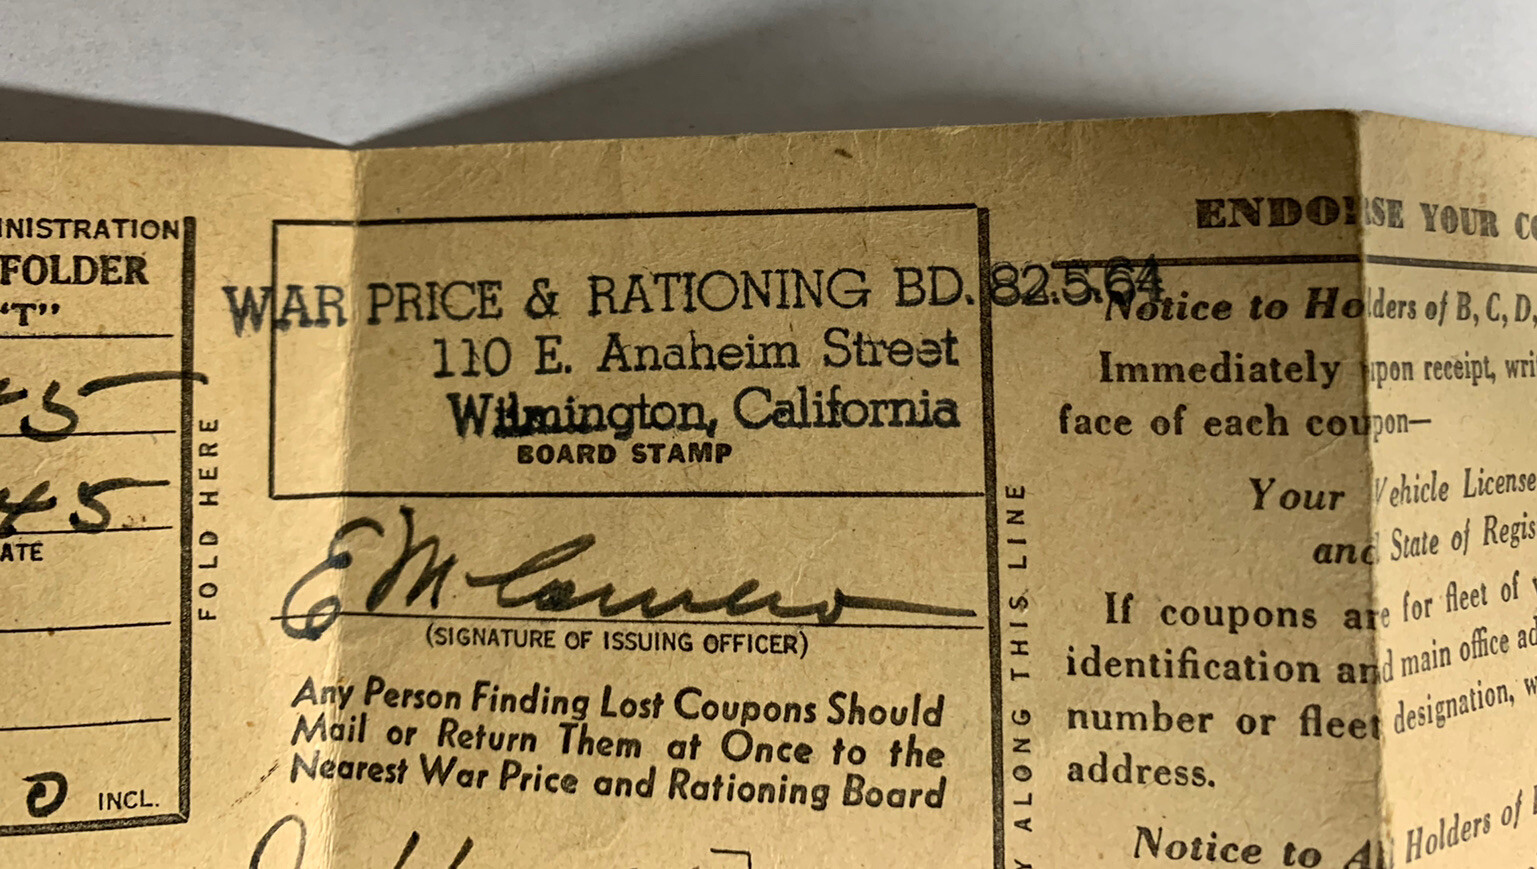 NISTRATION
FOLDER
"T"
45
45
ATE
0 INCL.
FOLD HERE
WAR PRICE & RATIONING BD. 82.5.64
110 E. Anaheim Street
Wilmington, California
BOARD STAMP
E M
(SIGNATURE OF ISSUING OFFICER)
Any Person Finding Lost Coupons Should
Mail or Return Them at Once to the
Nearest War Price and Rationing Board
ALONG THIS LINE
ENDORSE YOUR CO
Notice to Holders of B, C, D,
Immediately upon receipt, wri
face of each coupon—
Your Vehicle License
and State of Regis
If coupons are for fleet of
identification and main office ad
number or fleet designation, w
address.
Notice to All Holders of